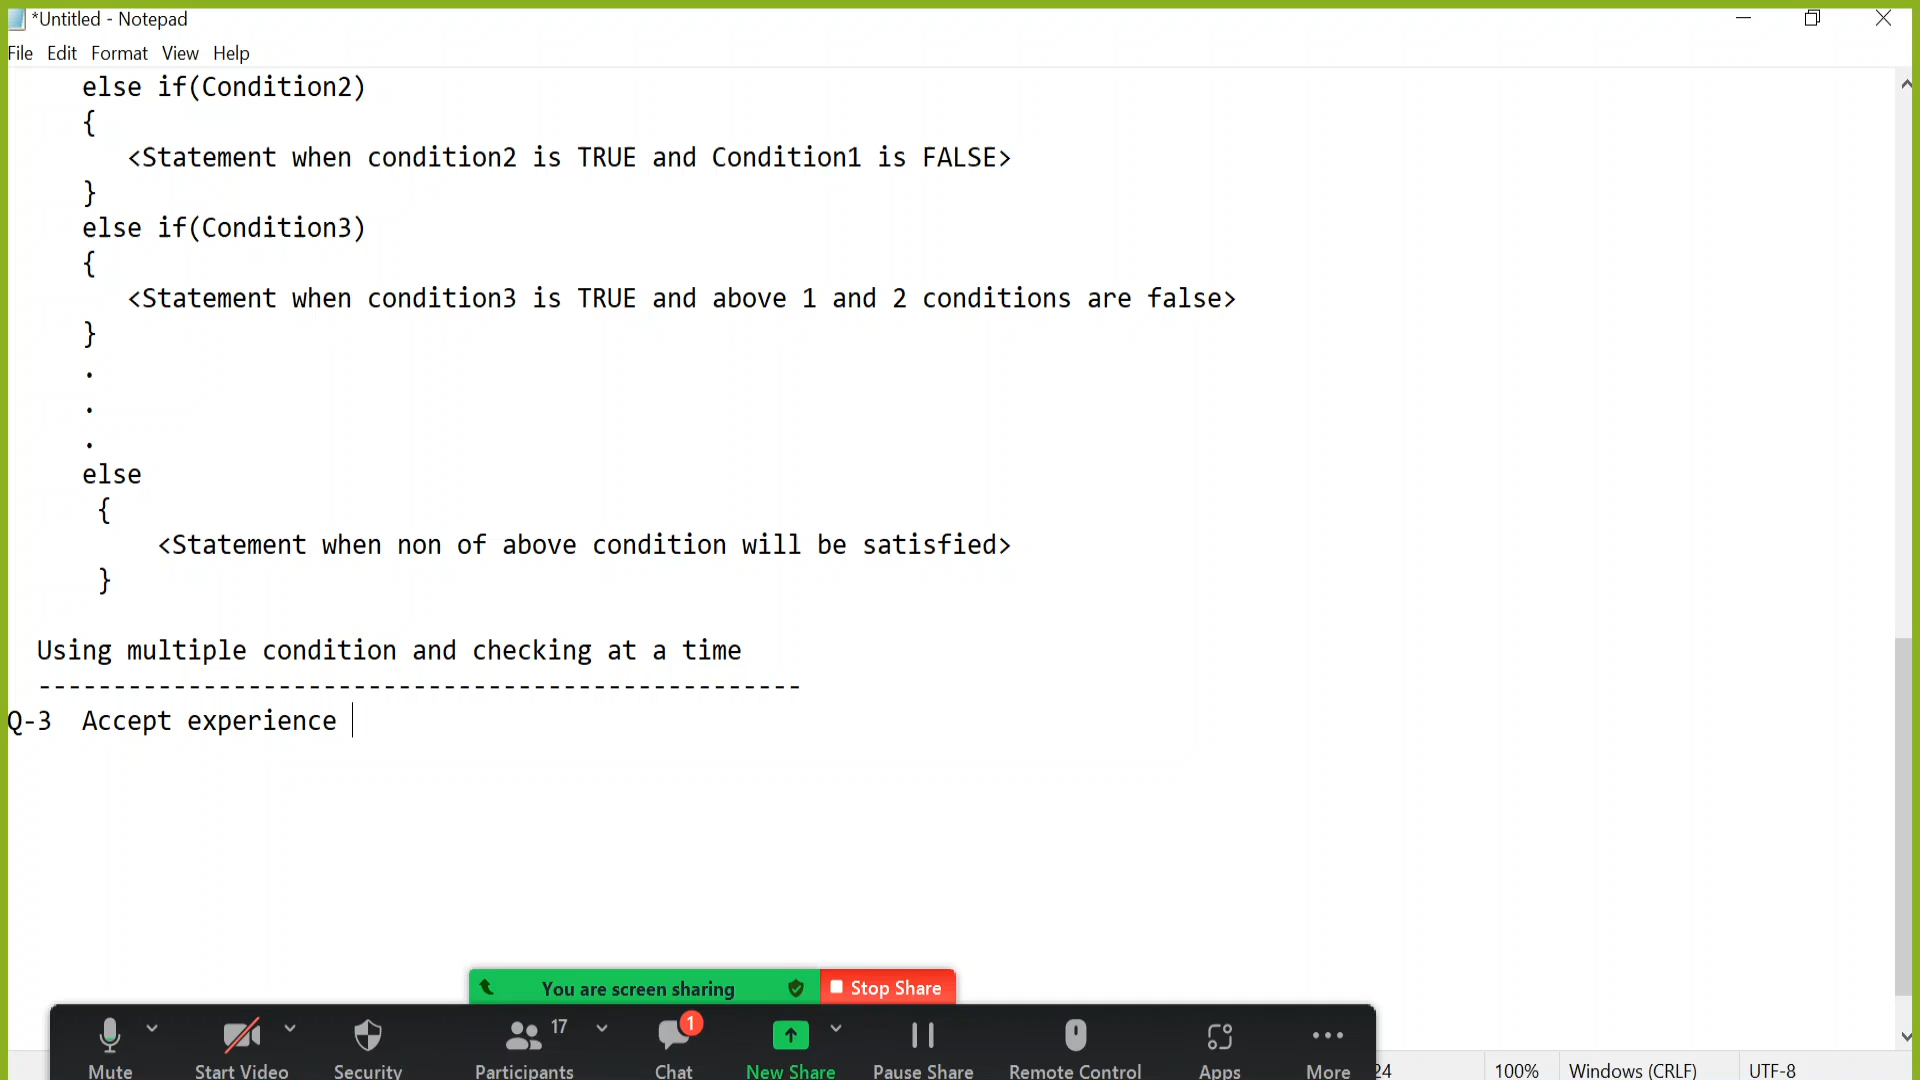 *Untitled - Notepad
File Edit Format View Help
else if(Condition2)
{
<Statement when condition2 is TRUE and Condition1 is FALSE>
}
else if(Condition3)
{
<Statement when condition3 is TRUE and above 1 and 2 conditions are false>
}
.
.
.
else
{
<Statement when non of above condition will be satisfied>
}
Using multiple condition and checking at a time
---------------------------------------------------
Q-3 Accept experience
You are screen sharing Stop Share
17 1
Mute Start Video Security Participants Chat New Share Pause Share Remote Control Apps More
24 100% Windows (CRLF) UTF-8